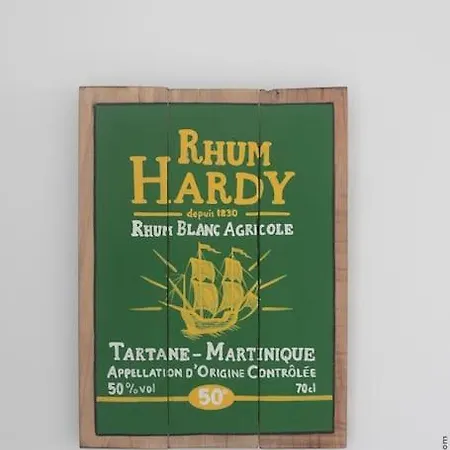 RHUM
HARDY
depuis 1830
RHUM BLANC AGRICOLE
TARTANE - MARTINIQUE
APPELLATION D'ORIGINE CONTRÔLÉE
50%vol 70cl
50°